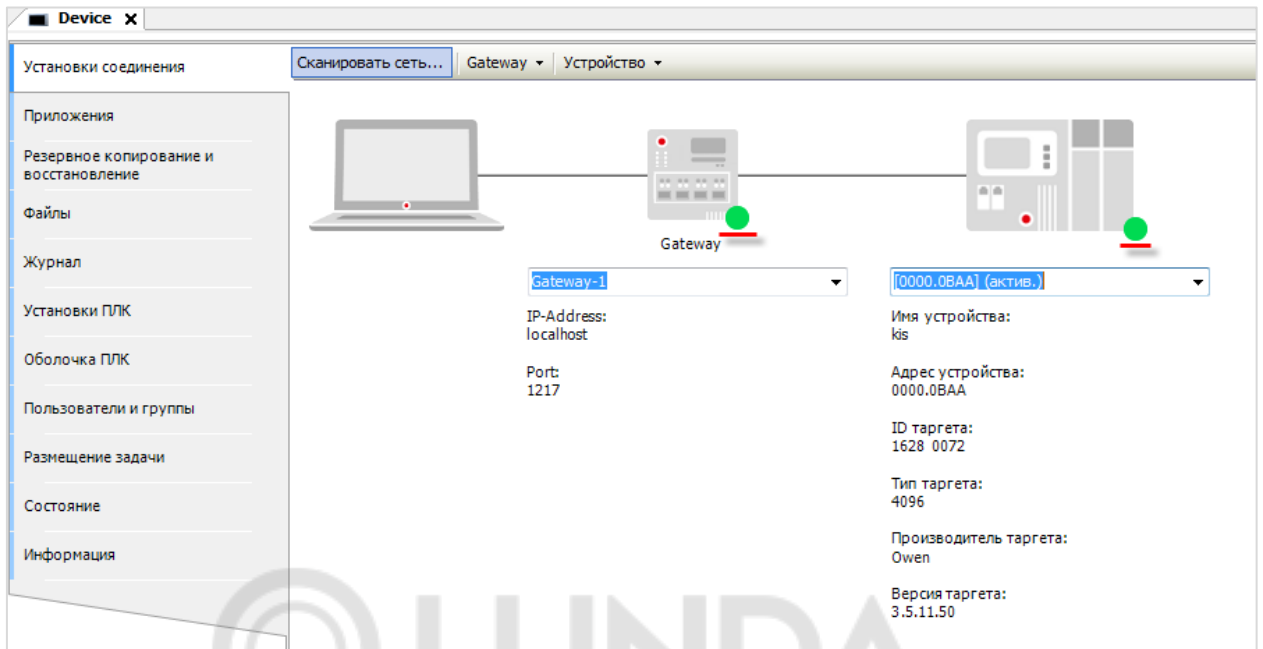 Device X
Сканировать сеть... Gateway Устройство
Установки соединения
Приложения
Резервное копирование и
восстановление
Файлы
Журнал
Установки ПЛК
Оболочка ПЛК
Пользователи и группы
Размещение задачи
Состояние
Информация
Gateway
Gateway-1
IP-Address:
localhost
Port:
1217
[0000.0BAA] (актив.)
Имя устройства:
kis
Адрес устройства:
0000.0BAA
ID таргета:
1628 0072
Тип таргета:
4096
Производитель таргета:
Owen
Версия таргета:
3.5.11.50
LUNDA